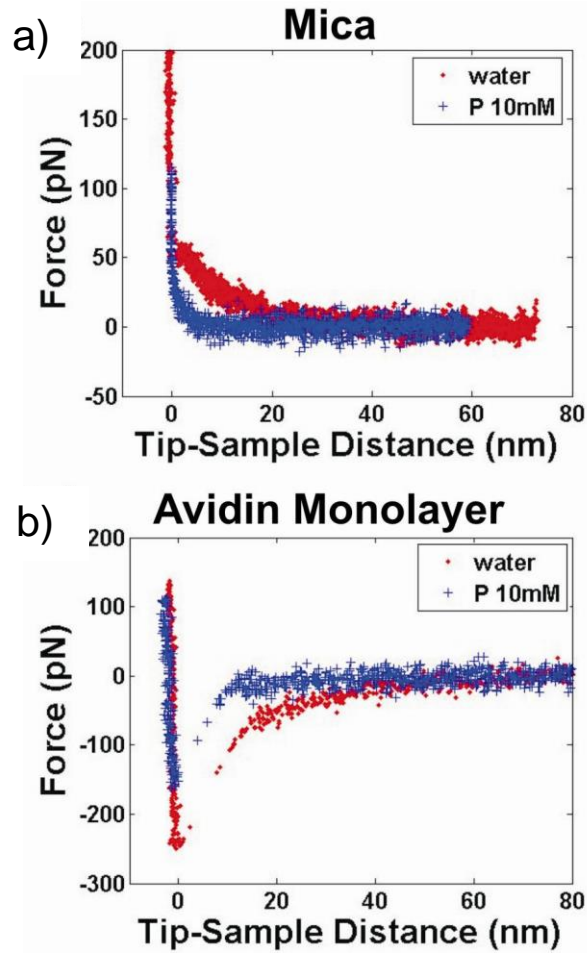 a)
Mica
water
P 10mM
200
150
100
50
0
-50
Force (pN)
0 20 40 60 80
Tip-Sample Distance (nm)
b)
Avidin Monolayer
water
P 10mM
200
100
0
-100
-200
-300
Force (pN)
0 20 40 60 80
Tip-Sample Distance (nm)